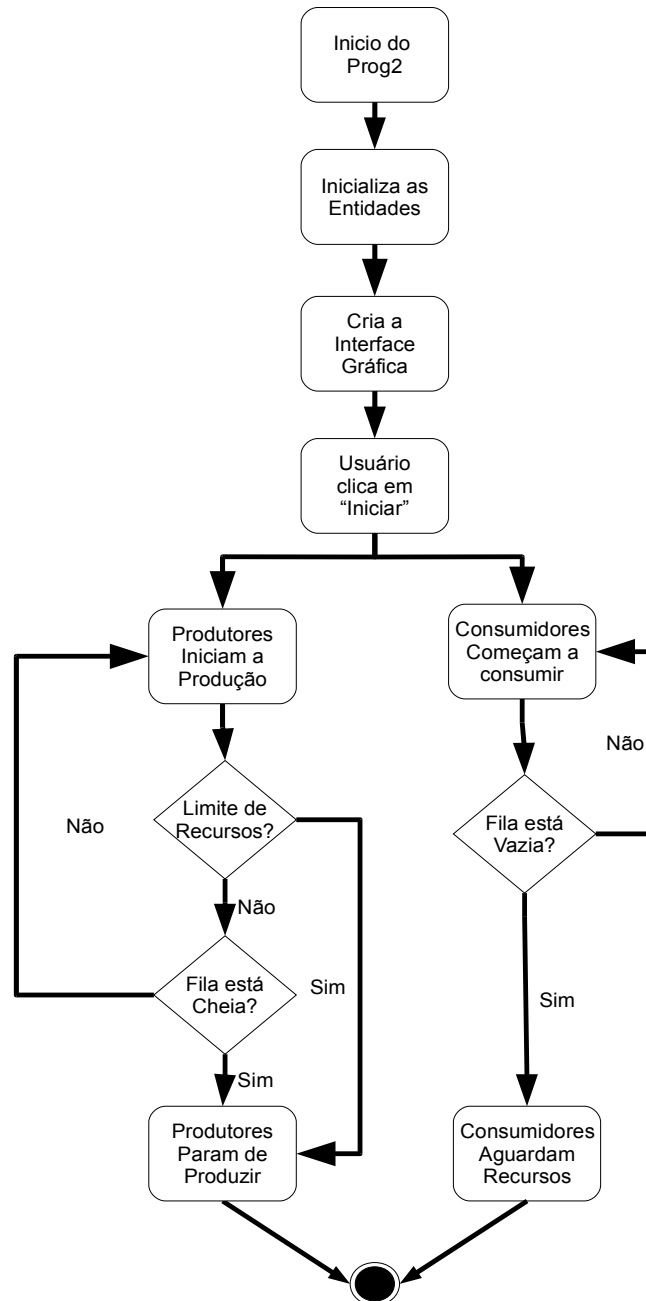 Inicio do
Prog2
Inicializa as
Entidades
Cria a
Interface
Gráfica
Usuário
clica em
“Iniciar”
Produtores
Iniciam a
Produção
Consumidores
Começam a
consumir
Não
Limite de
Recursos?
Não
Fila está
Vazia?
Não
Fila está
Cheia?
Sim
Sim
Sim
Produtores
Param de
Produzir
Consumidores
Aguardam
Recursos